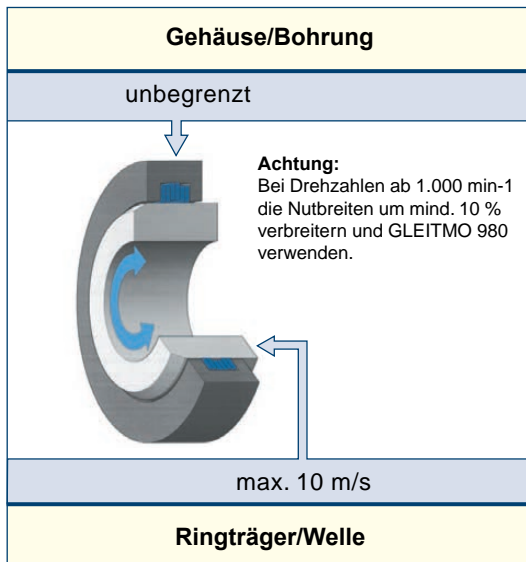 Gehäuse/Bohrung
unbegrenzt
Achtung:
Bei Drehzahlen ab 1.000 min-1
die Nutbreiten um mind. 10 %
verbreitern und GLEITMO 980
verwenden.
max. 10 m/s
Ringträger/Welle